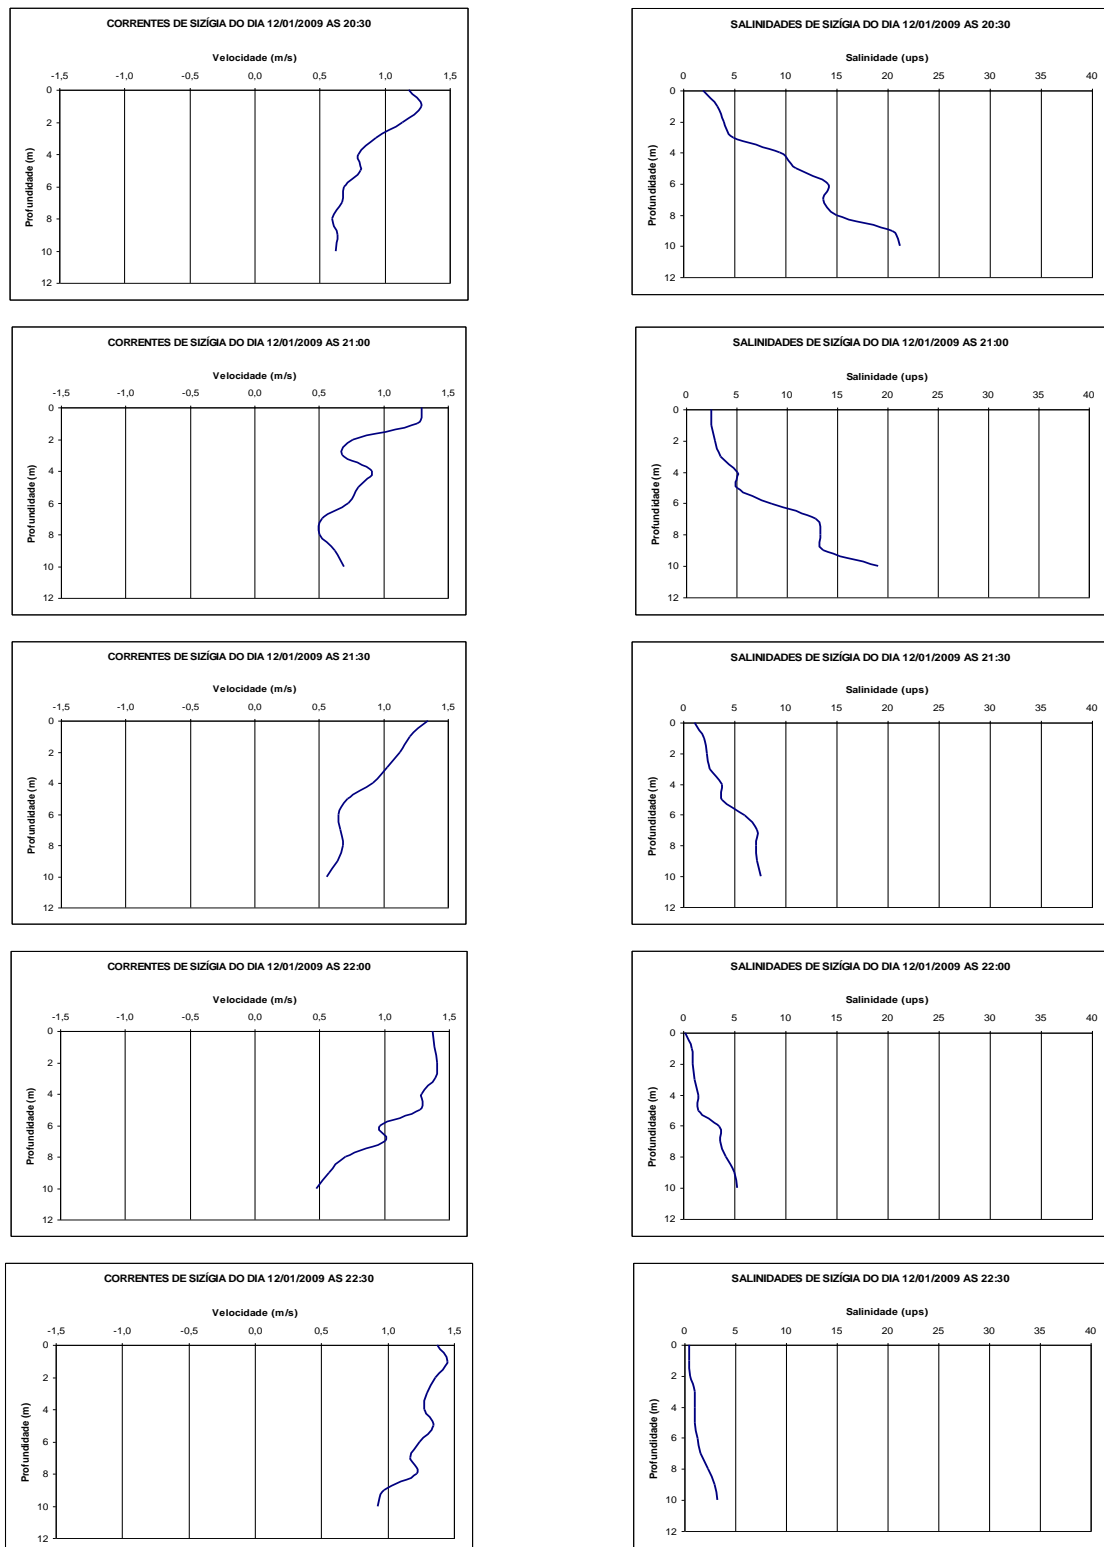 CORRENTES DE SIZÍGIA DO DIA 12/01/2009 AS 20:30
Velocidade (m/s)
-1,5 -1,0 -0,5 0,0 0,5 1,0 1,5
0
2
4
6
8
10
12
Profundidade (m)
SALINIDADES DE SIZÍGIA DO DIA 12/01/2009 AS 20:30
Salinidade (ups)
0 5 10 15 20 25 30 35 40
0
2
4
6
8
10
12
Profundidade (m)
CORRENTES DE SIZÍGIA DO DIA 12/01/2009 AS 21:00
Velocidade (m/s)
-1,5 -1,0 -0,5 0,0 0,5 1,0 1,5
0
2
4
6
8
10
12
Profundidade (m)
SALINIDADES DE SIZÍGIA DO DIA 12/01/2009 AS 21:00
Salinidade (ups)
0 5 10 15 20 25 30 35 40
0
2
4
6
8
10
12
Profundidade (m)
CORRENTES DE SIZÍGIA DO DIA 12/01/2009 AS 21:30
Velocidade (m/s)
-1,5 -1,0 -0,5 0,0 0,5 1,0 1,5
0
2
4
6
8
10
12
Profundidade (m)
SALINIDADES DE SIZÍGIA DO DIA 12/01/2009 AS 21:30
Salinidade (ups)
0 5 10 15 20 25 30 35 40
0
2
4
6
8
10
12
Profundidade (m)
CORRENTES DE SIZÍGIA DO DIA 12/01/2009 AS 22:00
Velocidade (m/s)
-1,5 -1,0 -0,5 0,0 0,5 1,0 1,5
0
2
4
6
8
10
12
Profundidade (m)
SALINIDADES DE SIZÍGIA DO DIA 12/01/2009 AS 22:00
Salinidade (ups)
0 5 10 15 20 25 30 35 40
0
2
4
6
8
10
12
Profundidade (m)
CORRENTES DE SIZÍGIA DO DIA 12/01/2009 AS 22:30
Velocidade (m/s)
-1,5 -1,0 -0,5 0,0 0,5 1,0 1,5
0
2
4
6
8
10
12
Profundidade (m)
SALINIDADES DE SIZÍGIA DO DIA 12/01/2009 AS 22:30
Salinidade (ups)
0 5 10 15 20 25 30 35 40
0
2
4
6
8
10
12
Profundidade (m)